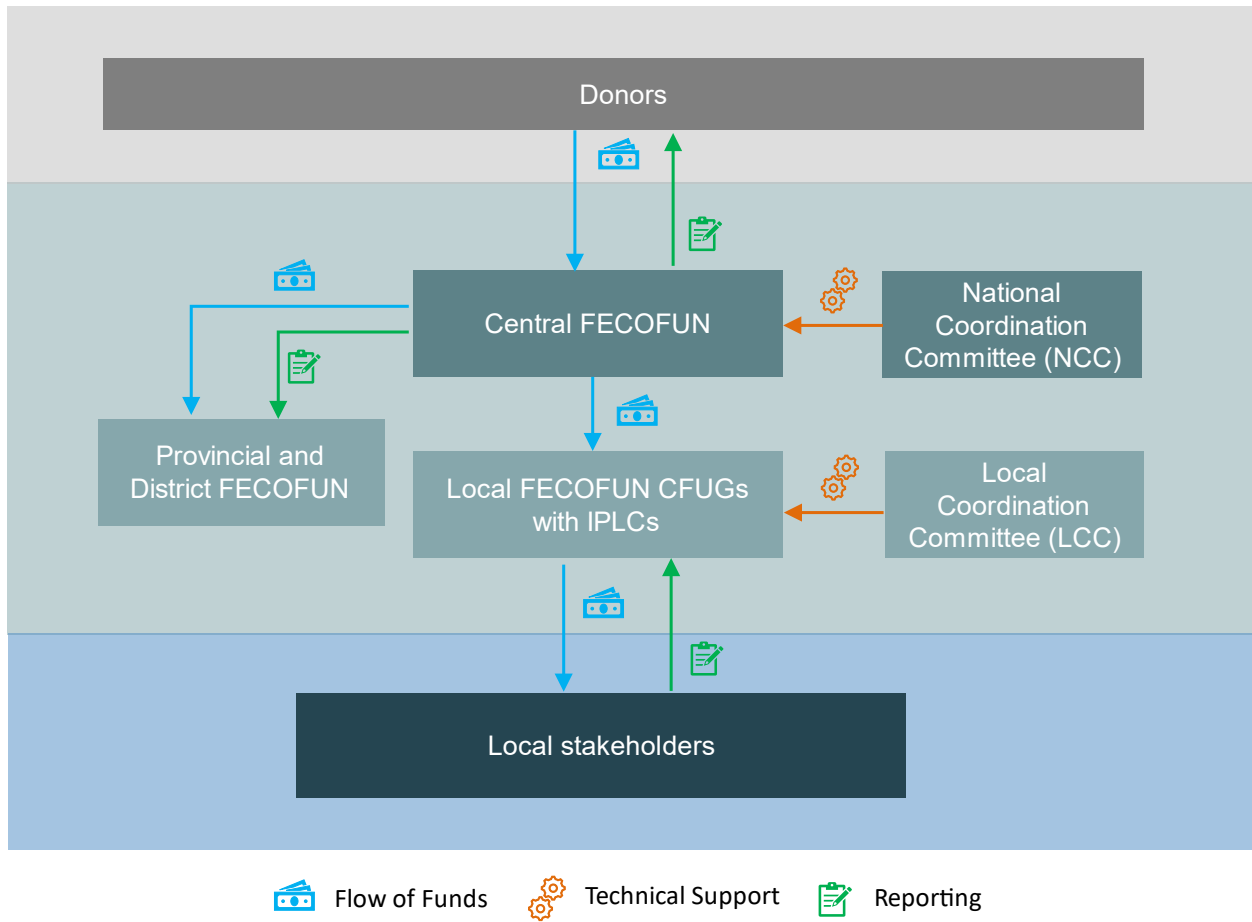 Donors
Central FECOFUN
National
Coordination
Committee (NCC)
Provincial and
District FECOFUN
Local FECOFUN CFUGs
with IPLCs
Local
Coordination
Committee (LCC)
Local stakeholders
Flow of Funds
Technical Support
Reporting